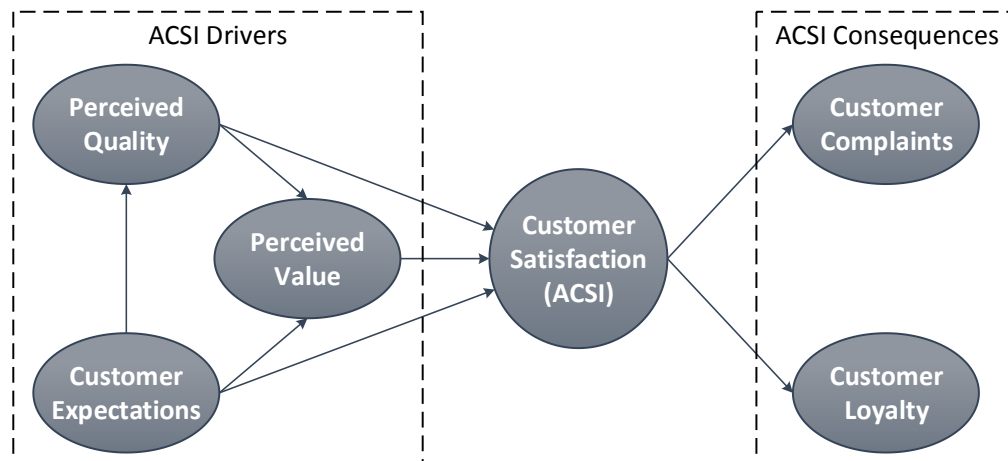 ACSI Drivers
Perceived
Quality
Perceived
Value
Customer
Expectations
Customer
Satisfaction
(ACSI)
ACSI Consequences
Customer
Complaints
Customer
Loyalty